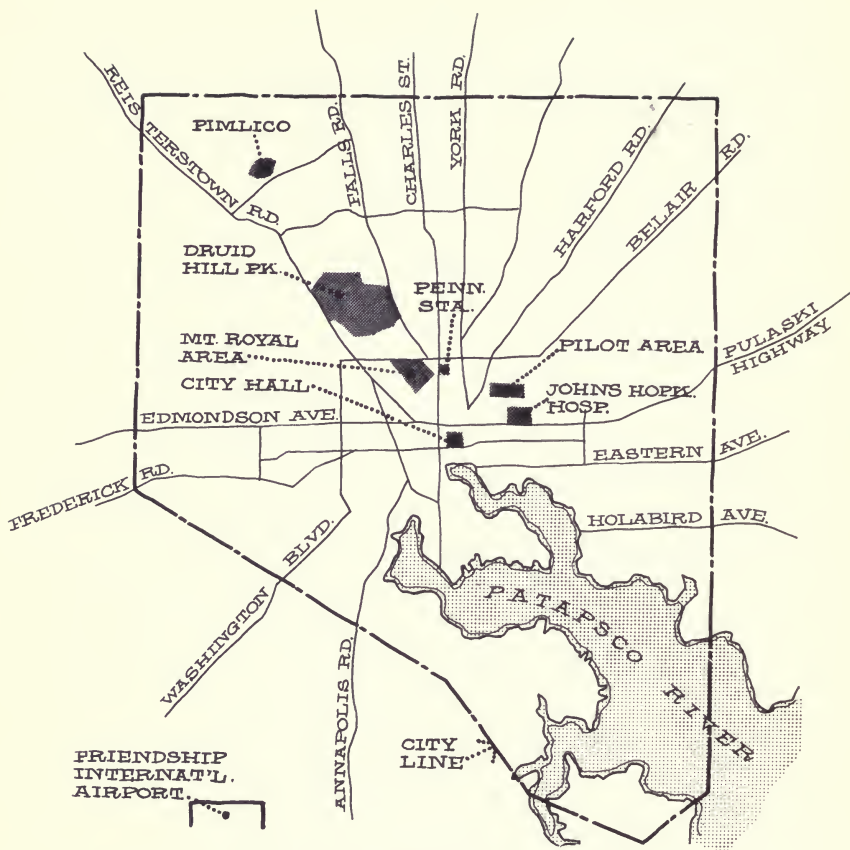 REISTERSTOWN RD.
PIMLICO
FALLS RD.
CHARLES ST.
YORK RD.
HARFORD RD.
BELAIR RD.
DRUID
HILL PK.
PENN.
STA.
PULASKI
HIGHWAY
MT. ROYAL
AREA
PILOT AREA
CITY HALL
JOHN'S HOPK.
HOSP.
EDMONDSON AVE.
EASTERN AVE.
FREDERICK RD.
HOLABIRD AVE.
WASHINGTON BLVD.
PATAPSCO RIVER
ANNAPOLIS RD.
CITY
LINE
FRIENDSHIP
INTERNAT'L.
AIRPORT